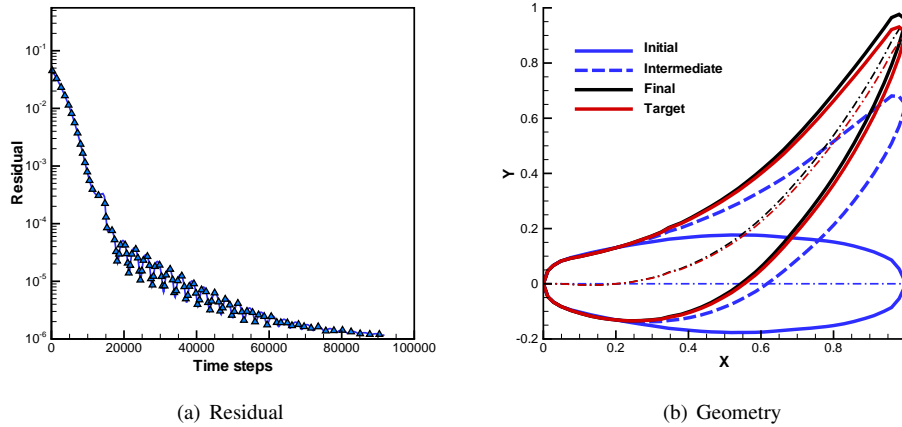 10⁻¹
10⁻²
10⁻³
10⁻⁴
10⁻⁵
10⁻⁶
Residual
0 20000 40000 60000 80000 100000
Time steps
(a) Residual
1
0.8
0.6
0.4
0.2
0
-0.2
Y
Initial
Intermediate
Final
Target
0 0.2 0.4 0.6 0.8
X
(b) Geometry